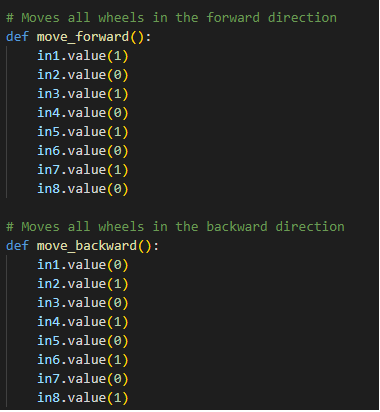 # Moves all wheels in the forward direction
def move_forward():
    in1.value(1)
    in2.value(0)
    in3.value(1)
    in4.value(0)
    in5.value(1)
    in6.value(0)
    in7.value(1)
    in8.value(0)

# Moves all wheels in the backward direction
def move_backward():
    in1.value(0)
    in2.value(1)
    in3.value(0)
    in4.value(1)
    in5.value(0)
    in6.value(1)
    in7.value(0)
    in8.value(1)